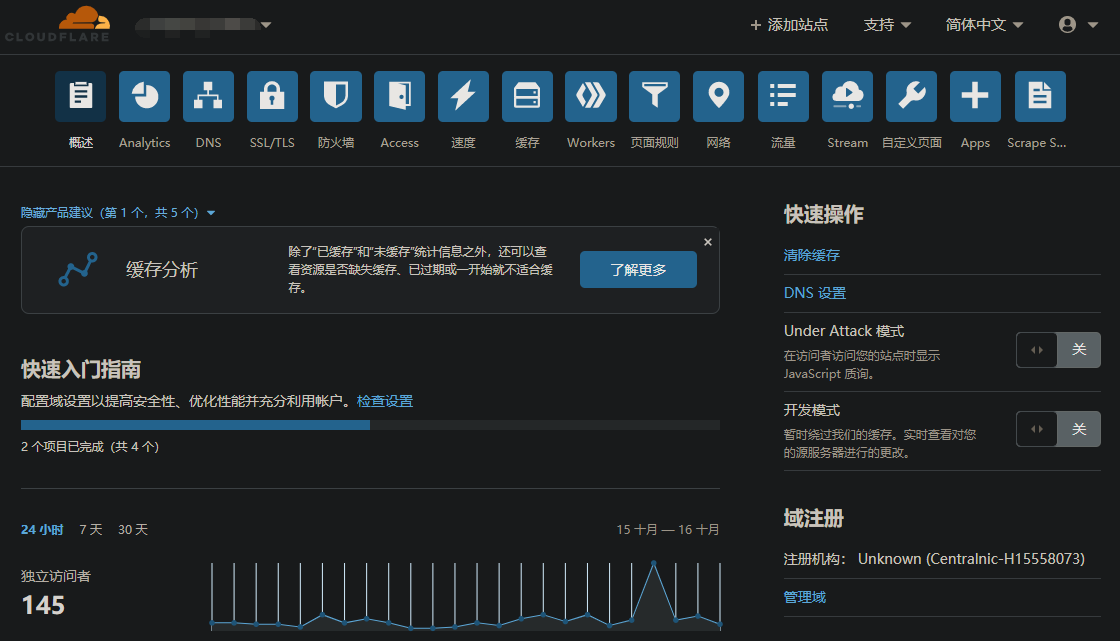 CLOUDFLARE
+ 添加站点 支持 简体中文
概述 Analytics DNS SSL/TLS 防火墙 Access 速度 缓存 Workers 页面规则 网络 流量 Stream 自定义页面 Apps Scrape S...
隐藏产品建议（第 1 个，共 5 个）
×
缓存分析
除了“已缓存”和“未缓存”统计信息之外，还可以查
看资源是否缺失缓存、已过期或一开始就不适合缓
存。
了解更多
快速入门指南
配置域设置以提高安全性、优化性能并充分利用帐户。检查设置
2 个项目已完成（共 4 个）
24 小时 7 天 30 天
15 十月 — 16 十月
独立访问者
145
快速操作
清除缓存
DNS 设置
Under Attack 模式
在访问者访问您的站点时显示
JavaScript 质询。
关
开发模式
暂时绕过我们的缓存。实时查看对您
的源服务器进行的更改。
关
域注册
注册机构： Unknown (Centralnic-H15558073)
管理域